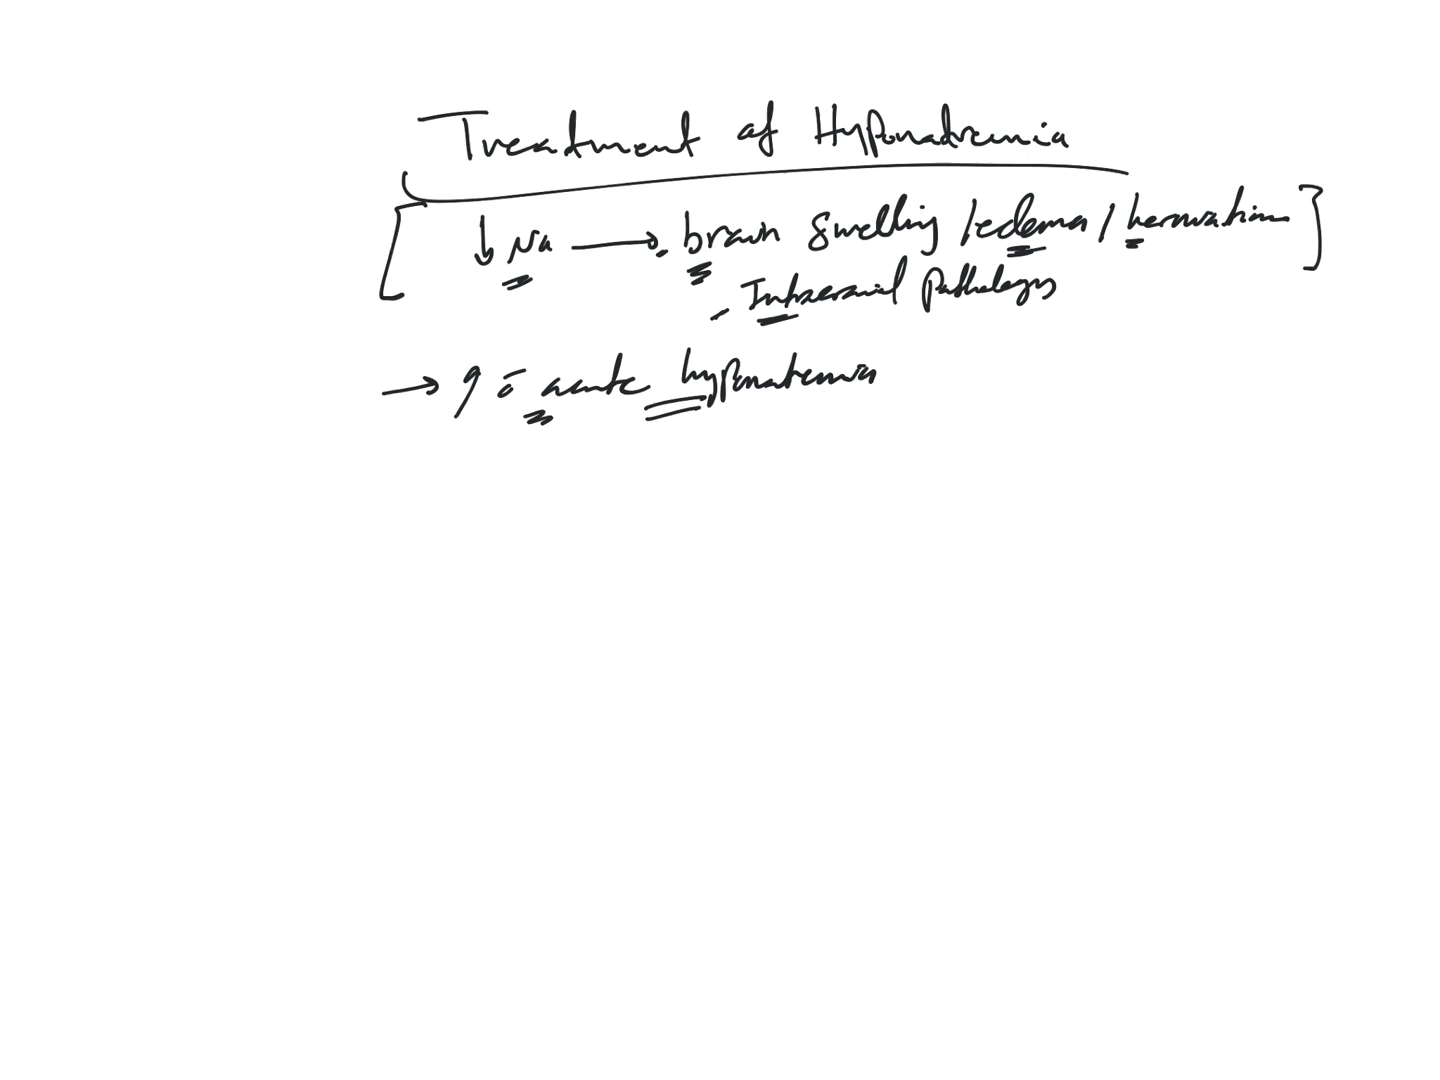 Treatment of Hyponatremia
[ ↓ Na → brain swelling / edema / herniation ]
- Intracranial Pathology
→ acute hyponatremia